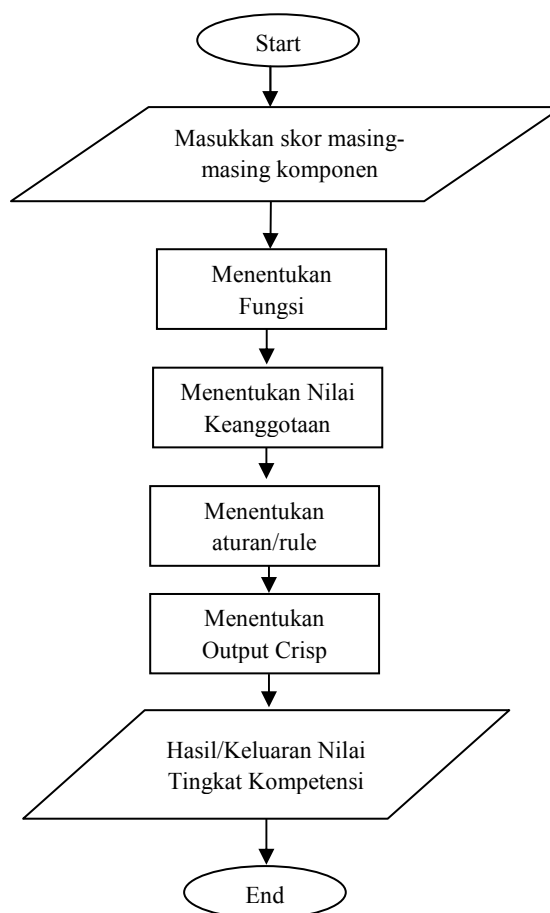 Start
Masukkan skor masing-
masing komponen
Menentukan
Fungsi
Menentukan Nilai
Keanggotaan
Menentukan
aturan/rule
Menentukan
Output Crisp
Hasil/Keluaran Nilai
Tingkat Kompetensi
End